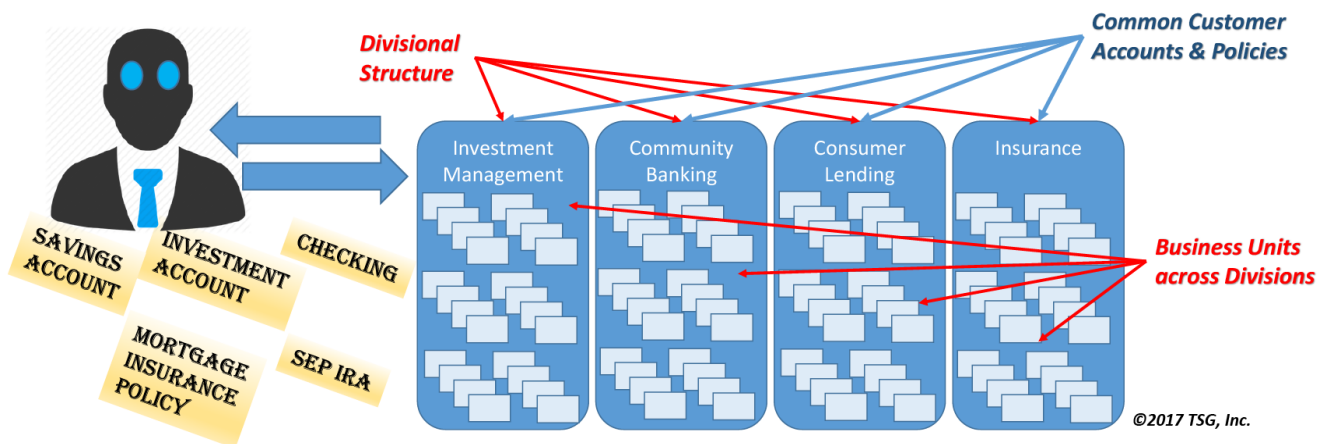 Divisional
Structure
Common Customer
Accounts & Policies
Investment
Management
Community
Banking
Consumer
Lending
Insurance
SAVINGS
ACCOUNT
INVESTMENT
ACCOUNT
CHECKING
MORTGAGE
INSURANCE
POLICY
SEP IRA
Business Units
across Divisions
©2017 TSG, Inc.